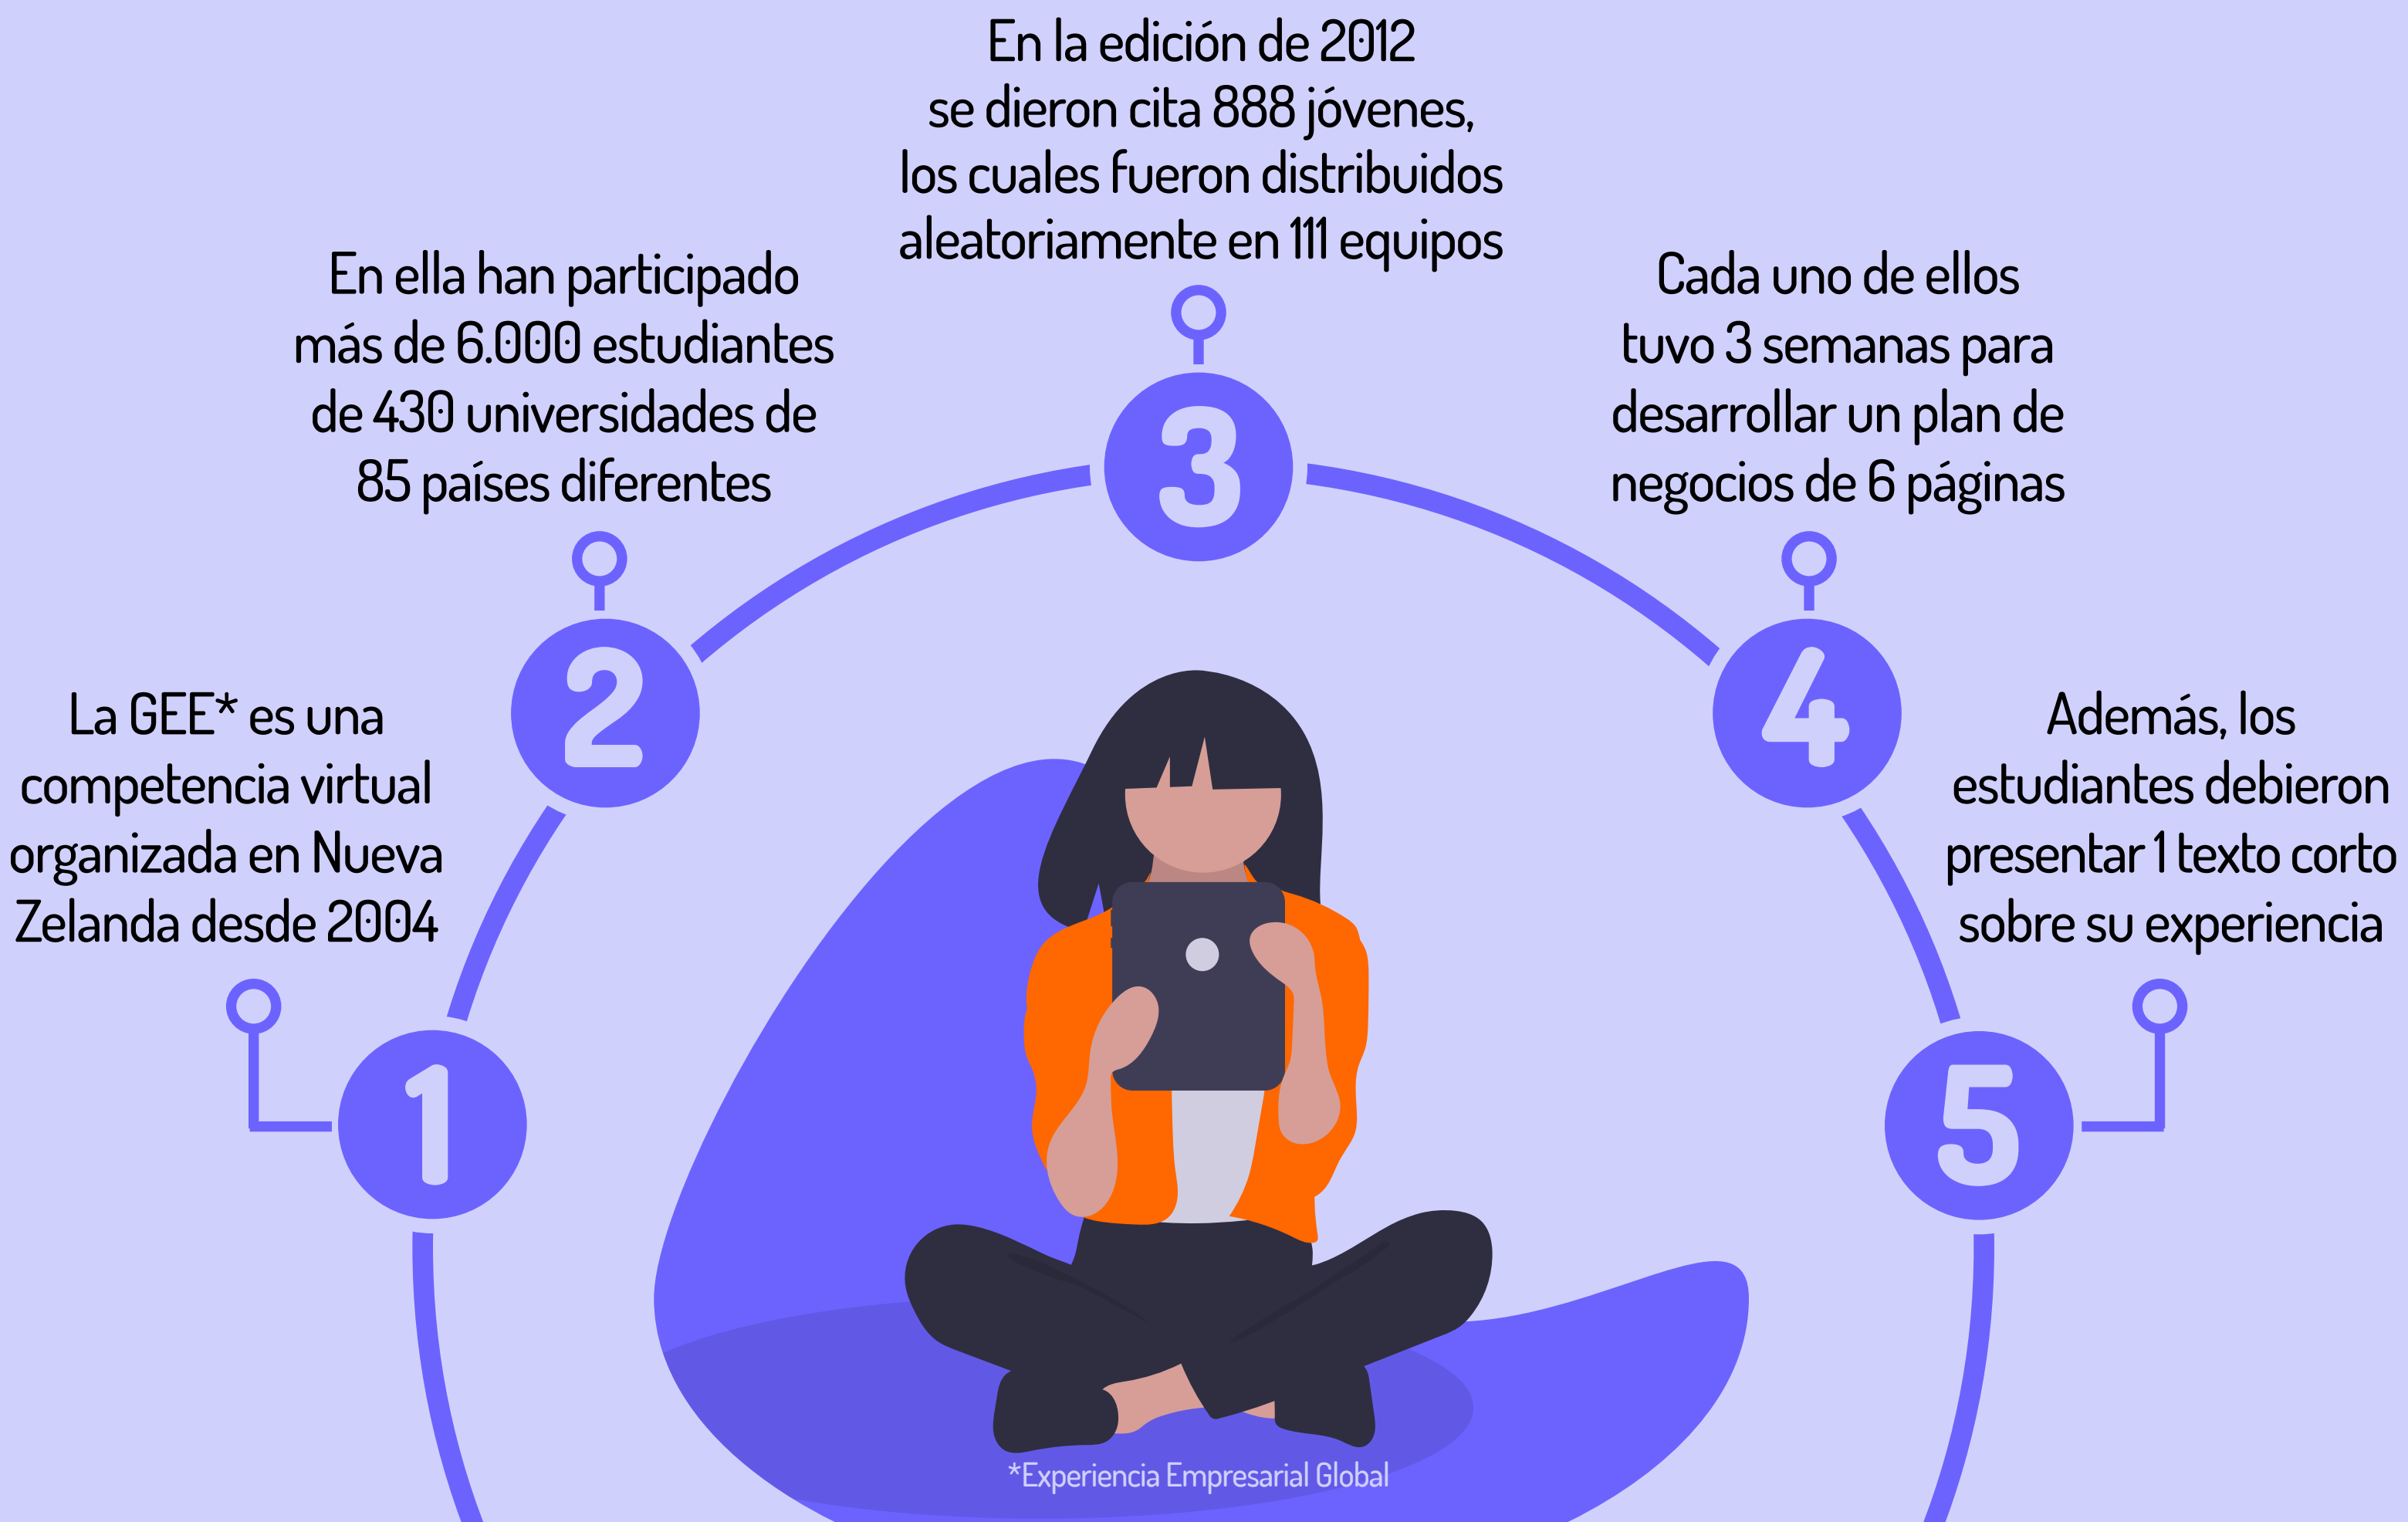 La GEE* es una
competencia virtual
organizada en Nueva
Zelanda desde 2004
1
En ella han participado
más de 6.000 estudiantes
de 430 universidades de
85 países diferentes
2
En la edición de 2012
se dieron cita 888 jóvenes,
los cuales fueron distribuidos
aleatoriamente en 111 equipos
3
Cada uno de ellos
tuvo 3 semanas para
desarrollar un plan de
negocios de 6 páginas
4
Además, los
estudiantes debieron
presentar 1 texto corto
sobre su experiencia
5
*Experiencia Empresarial Global